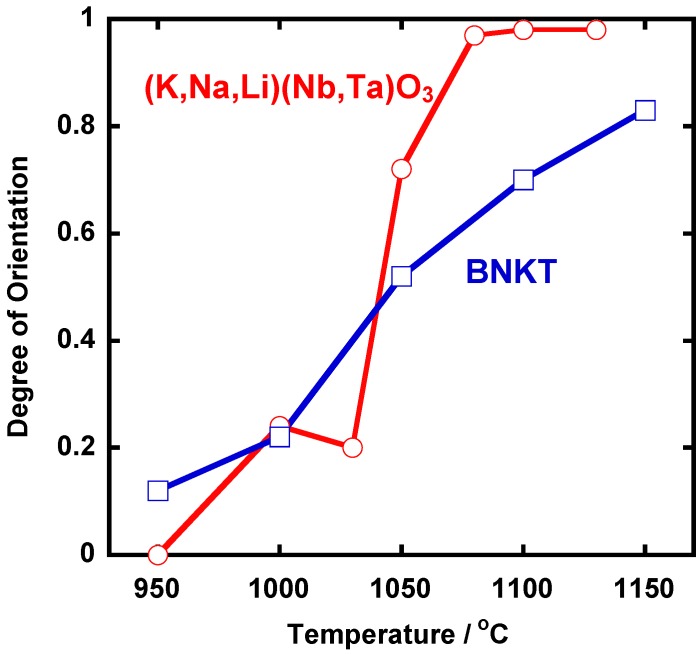 1
(K,Na,Li)(Nb,Ta)O₃
0.8
Degree of Orientation
0.6
BNKT
0.4
0.2
0
950 1000 1050 1100 1150
Temperature / °C